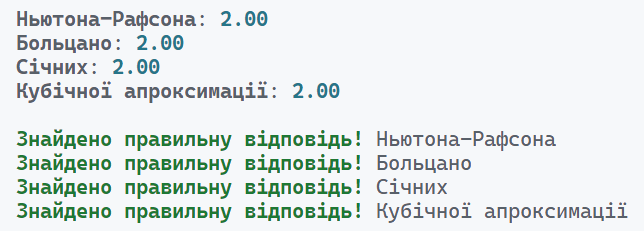 Ньютона-Рафсона: 2.00
Больцано: 2.00
Січних: 2.00
Кубічної апроксимації: 2.00
Знайдено правильну відповідь! Ньютона-Рафсона
Знайдено правильну відповідь! Больцано
Знайдено правильну відповідь! Січних
Знайдено правильну відповідь! Кубічної апроксимації